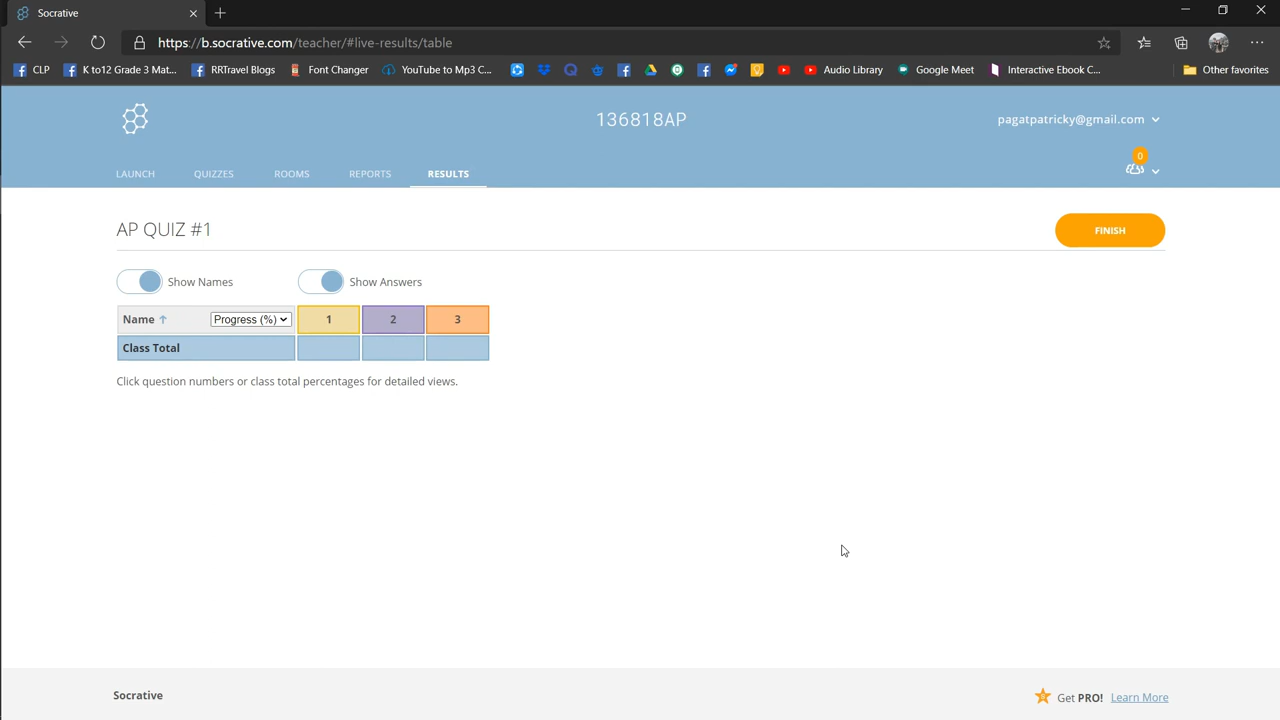 Socrative
https://b.socrative.com/teacher/#live-results/table
CLP K to12 Grade 3 Mat... RRTravel Blogs Font Changer YouTube to Mp3 C... Audio Library Google Meet Interactive Ebook C... Other favorites
136818AP
pagatpatricky@gmail.com
0
LAUNCH QUIZZES ROOMS REPORTS RESULTS
AP QUIZ #1
FINISH
Show Names Show Answers
Name Progress (%) 1 2 3
Class Total
Click question numbers or class total percentages for detailed views.
Socrative
Get PRO! Learn More